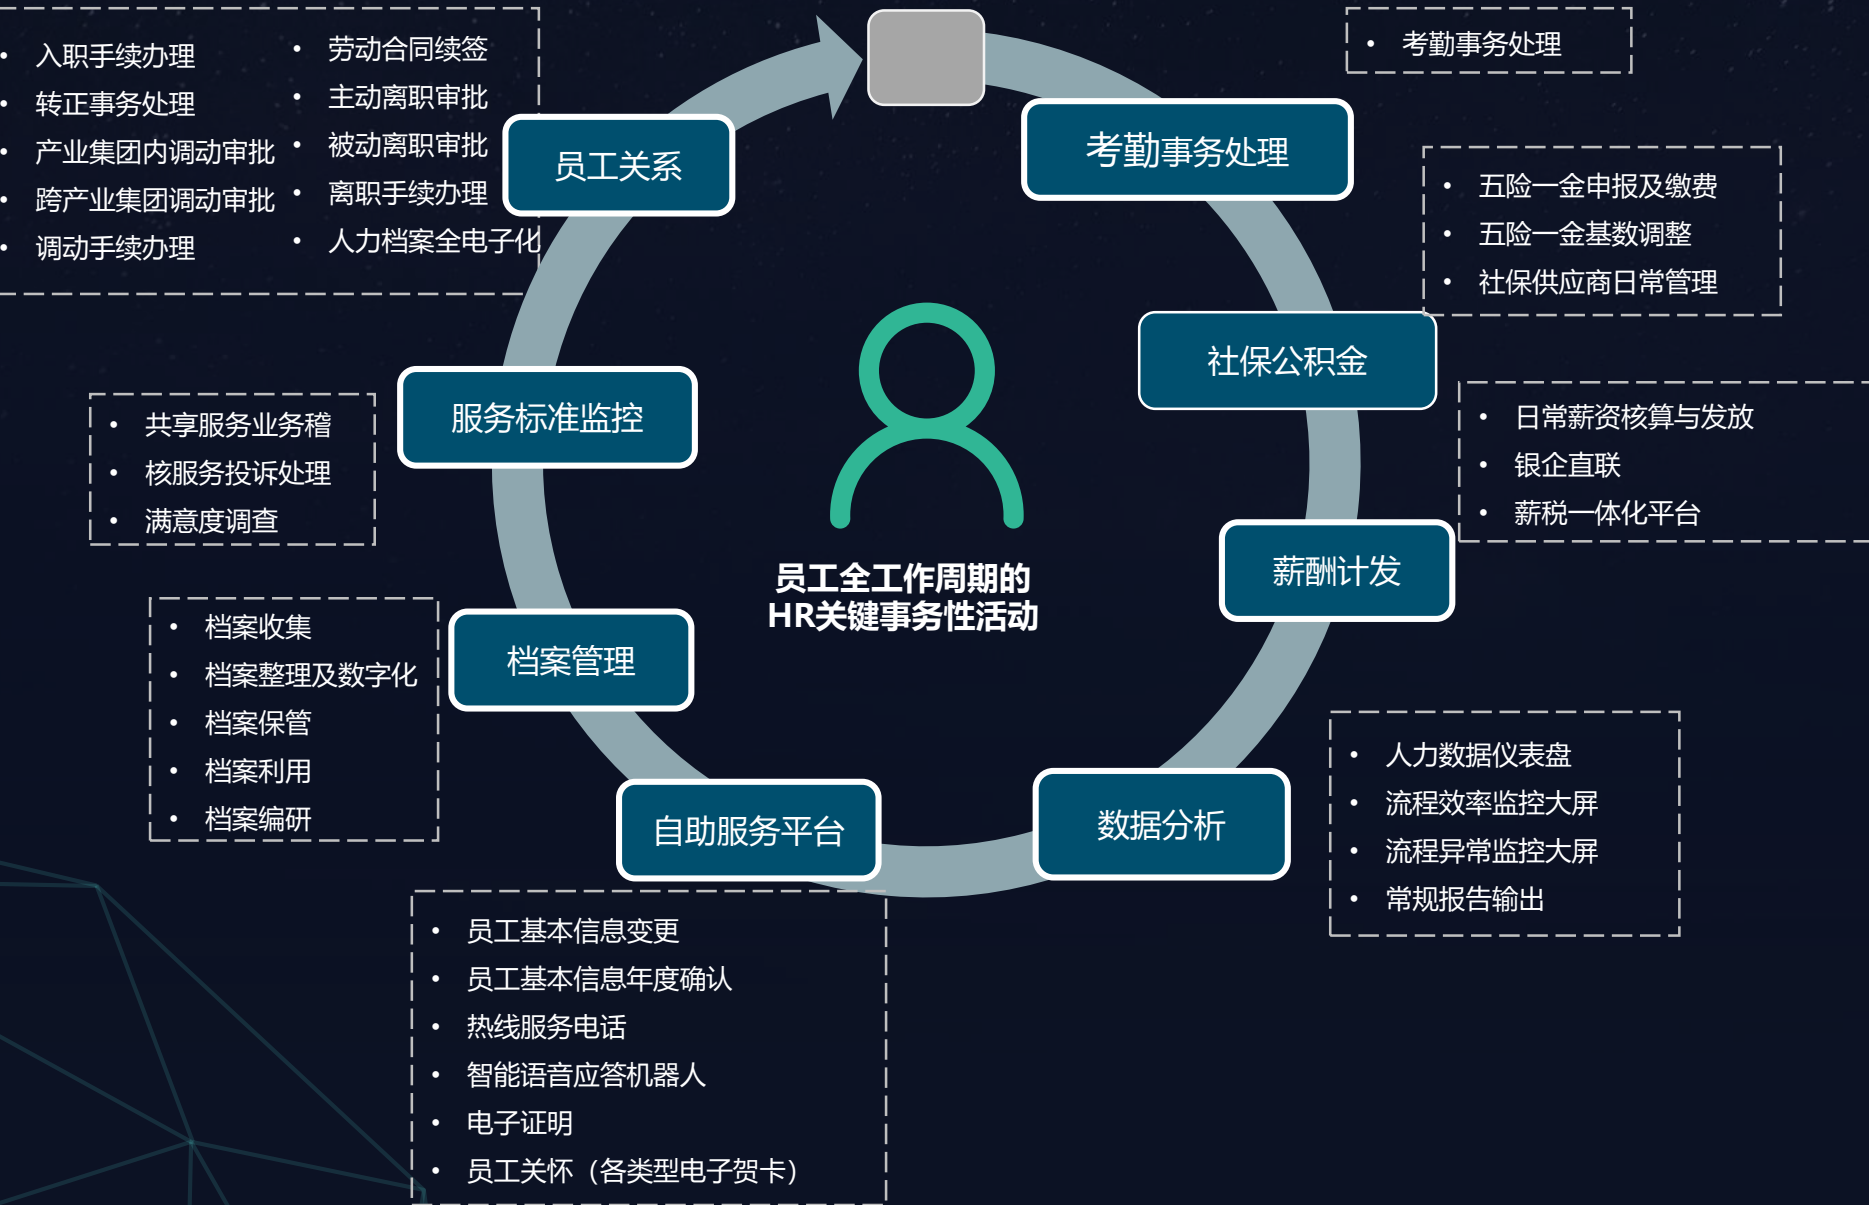 入职手续办理
转正事务处理
产业集团内调动审批
跨产业集团调动审批
调动手续办理
劳动合同续签
主动离职审批
被动离职审批
离职手续办理
人力档案全电子化
员工关系
考勤事务处理
考勤事务处理
五险一金申报及缴费
五险一金基数调整
社保供应商日常管理
社保公积金
日常薪资核算与发放
银企直联
薪税一体化平台
薪酬计发
共享服务业务稽
核服务投诉处理
满意度调查
服务标准监控
员工全工作周期的
HR关键事务性活动
档案收集
档案整理及数字化
档案保管
档案利用
档案编研
档案管理
人力数据仪表盘
流程效率监控大屏
流程异常监控大屏
常规报告输出
数据分析
自助服务平台
员工基本信息变更
员工基本信息年度确认
热线服务电话
智能语音应答机器人
电子证明
员工关怀（各类型电子贺卡）